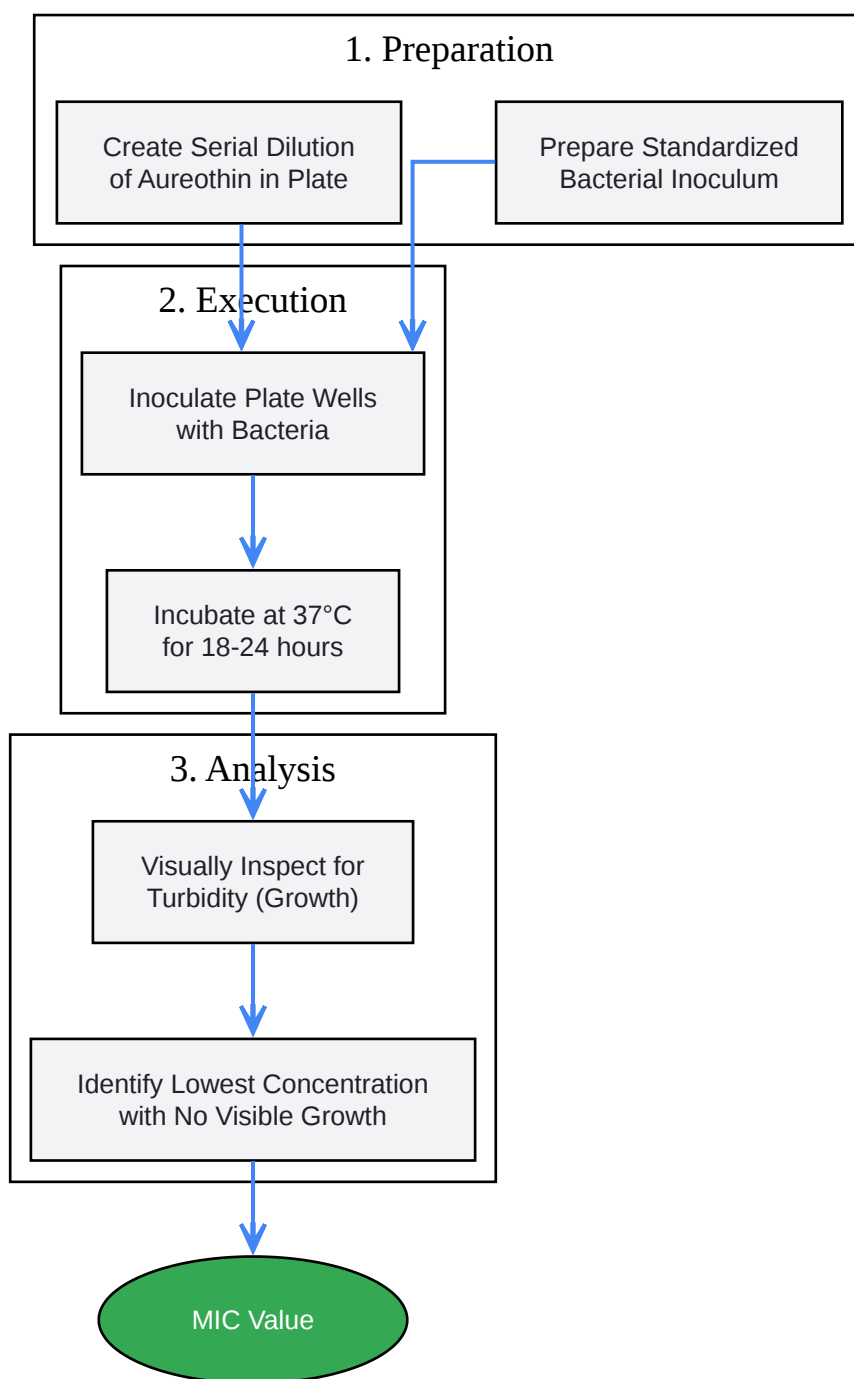 1. Preparation
Create Serial Dilution
of Aureothin in Plate
Prepare Standardized
Bacterial Inoculum
2. Execution
Inoculate Plate Wells
with Bacteria
Incubate at 37°C
for 18-24 hours
3. Analysis
Visually Inspect for
Turbidity (Growth)
Identify Lowest Concentration
with No Visible Growth
MIC Value